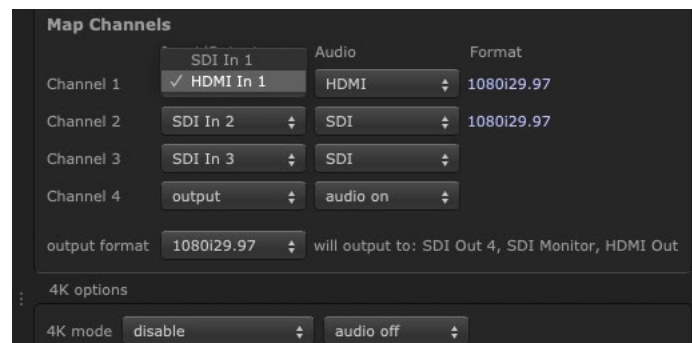 Map Channels
Audio Format
SDI In 1
✓ HDMI In 1
Channel 1 HDMI 1080i29.97
Channel 2 SDI In 2 SDI 1080i29.97
Channel 3 SDI In 3 SDI
Channel 4 output audio on
output format 1080i29.97 will output to: SDI Out 4, SDI Monitor, HDMI Out
4K options
4K mode disable audio off